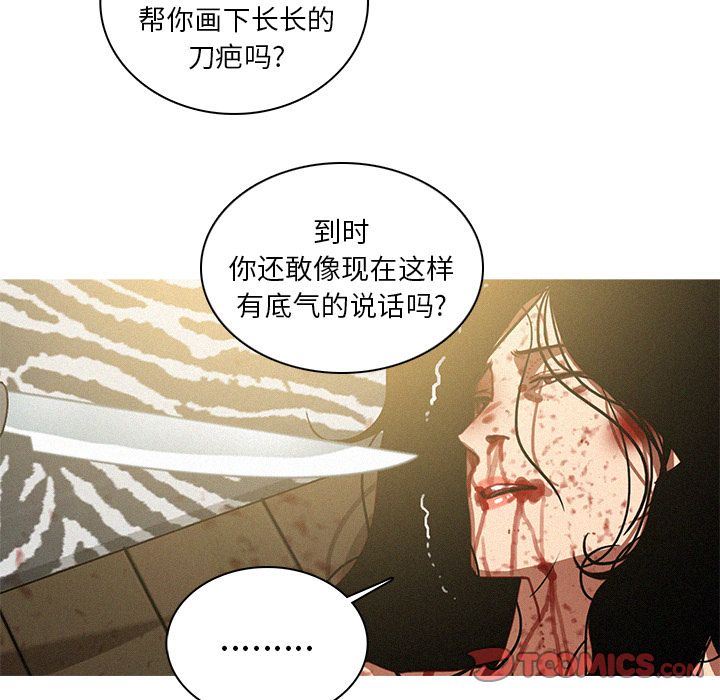 帮你画下长长的
刀疤吗?
到时
你还敢像现在这样
有底气的说话吗?
.........
TOOMICS.COM